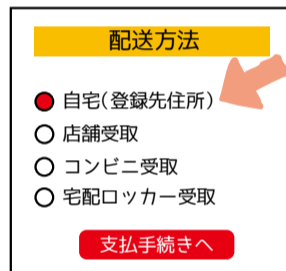 配送方法
自宅(登録先住所)
店舗受取
コンビニ受取
宅配ロッカー受取
支払手続きへ